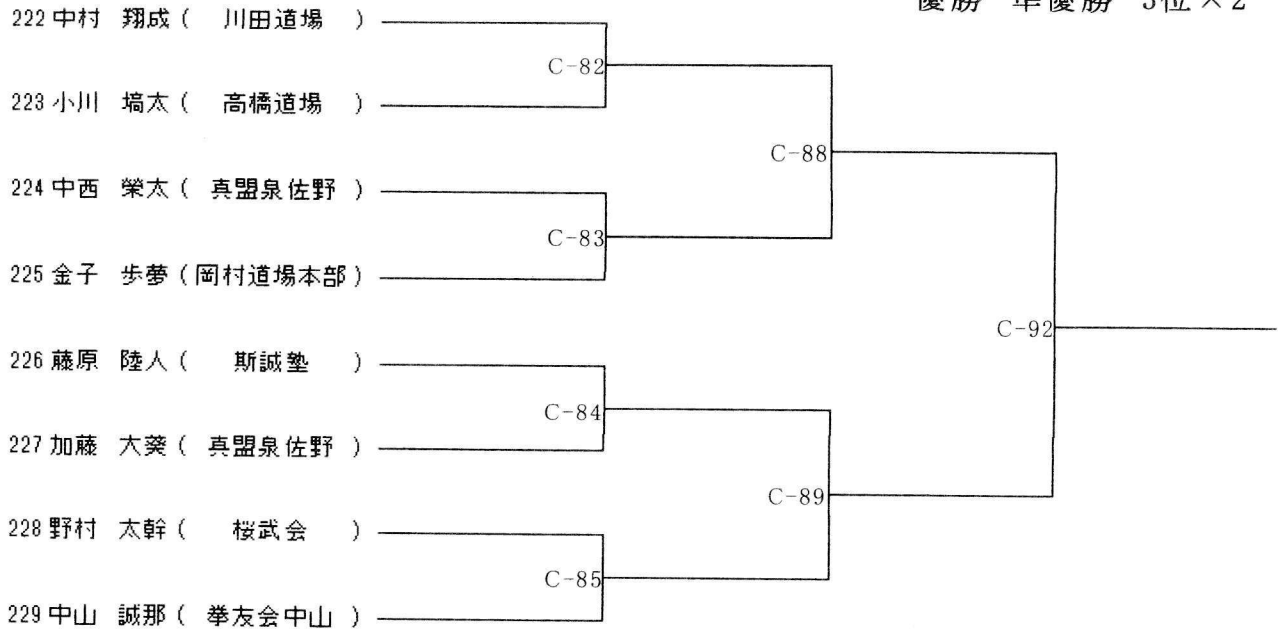 優勝 準優勝 3位×2
222 中村 翔成 ( 川田道場 )
C-82
223 小川 塙太 ( 高橋道場 )
C-88
224 中西 榮太 ( 真盟泉佐野 )
C-83
225 金子 歩夢 ( 岡村道場本部 )
C-92
226 藤原 陸人 ( 斯誠塾 )
C-84
227 加藤 大葵 ( 真盟泉佐野 )
C-89
228 野村 太幹 ( 桜武会 )
C-85
229 中山 誠那 ( 拳友会中山 )